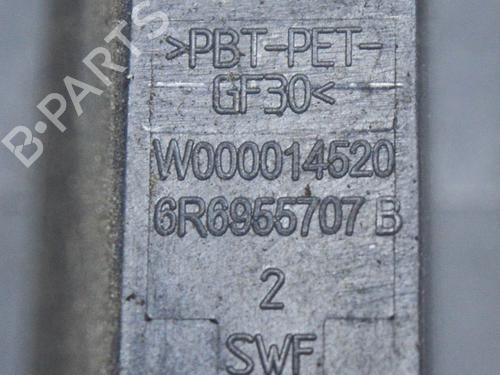 >PBT-PET-
GF30<
W000014520
6R6955707 B
2
SWF
B-PARTS